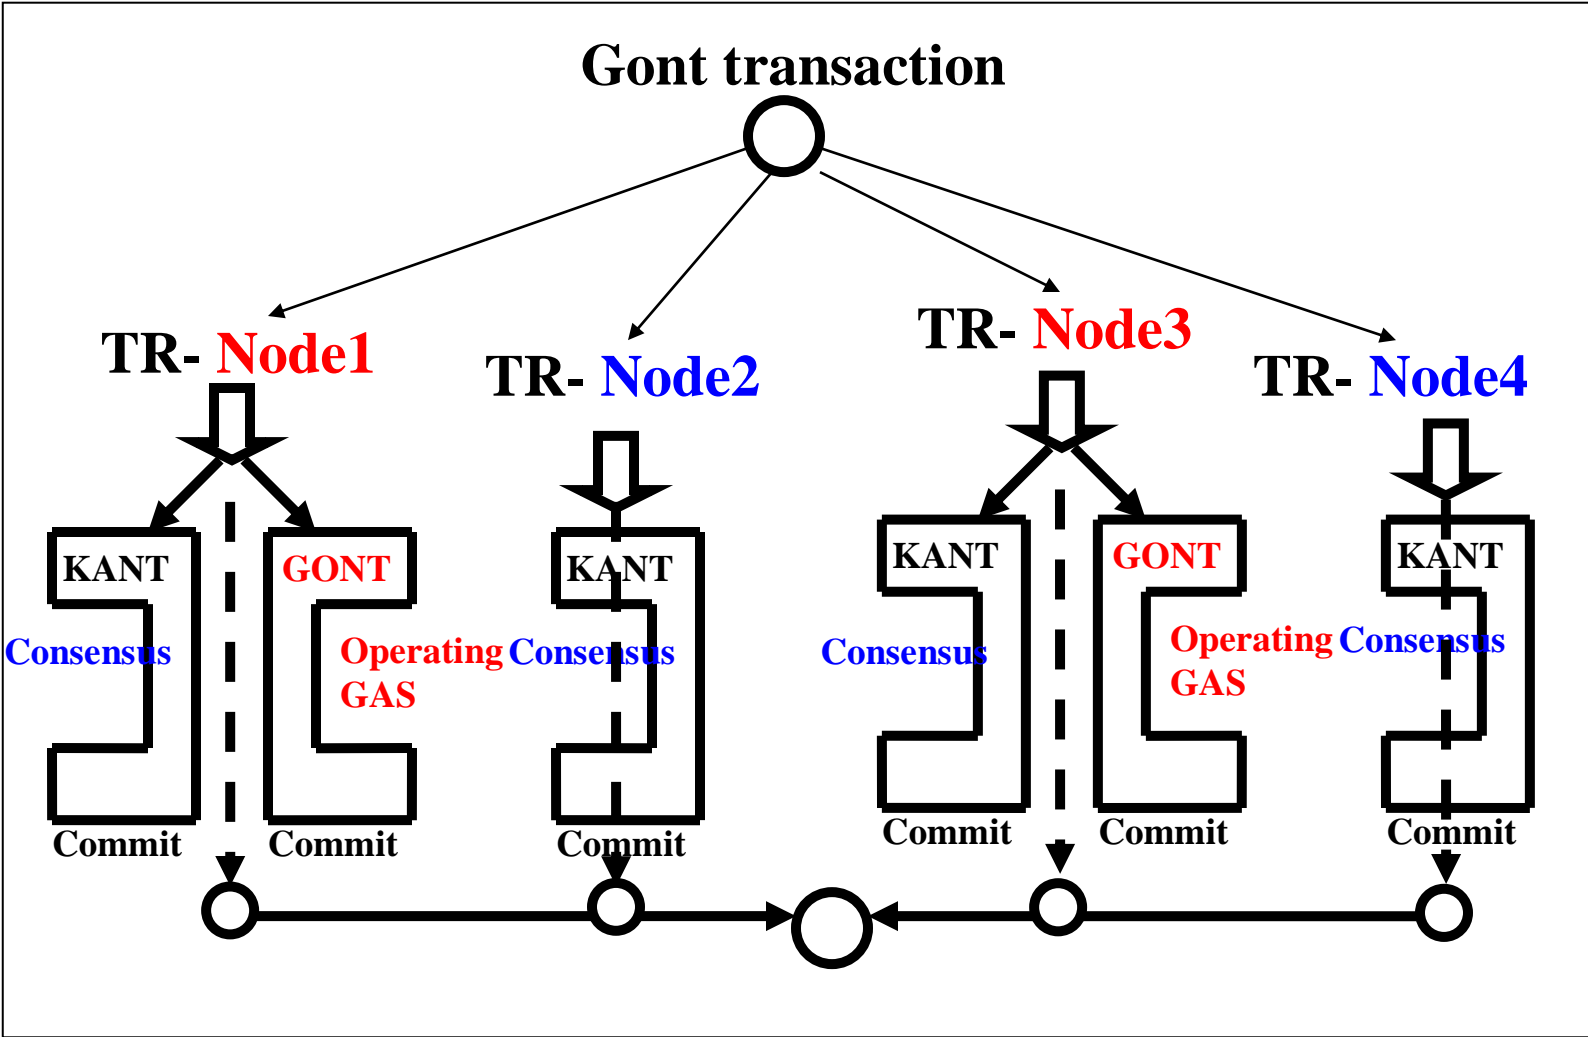 Gont transaction
TR- Node1
TR- Node2
TR- Node3
TR- Node4
KANT
GONT
KANT
KANT
GONT
KANT
Consensus
Operating
GAS
Consensus
Consensus
Operating
GAS
Consensus
Commit
Commit
Commit
Commit
Commit
Commit